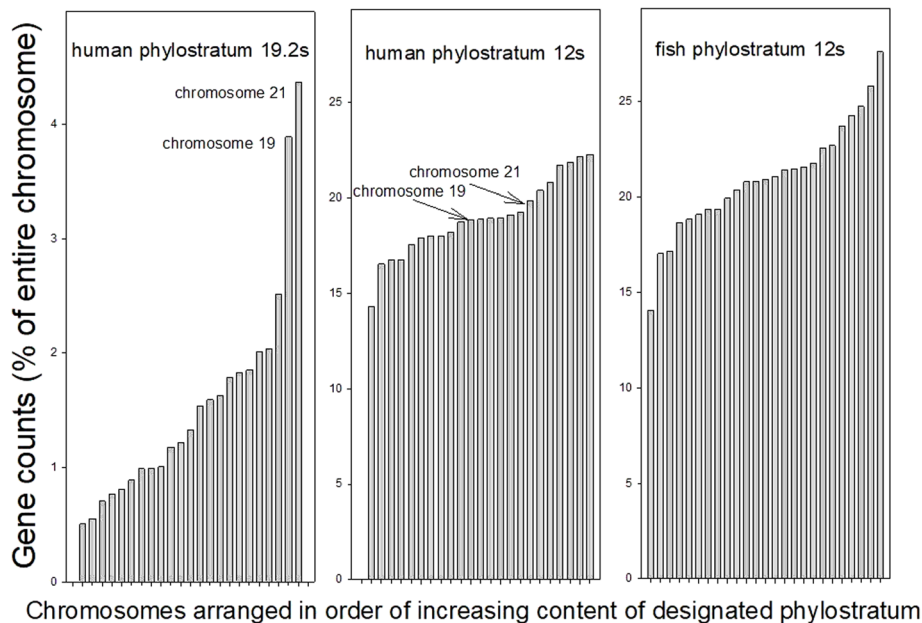 Gene counts (% of entire chromosome)
human phylostratum 19.2s
chromosome 21
chromosome 19
4
3
2
1
0
human phylostratum 12s
25
chromosome 21
chromosome 19
20
15
10
5
0
fish phylostratum 12s
25
20
15
10
5
0
Chromosomes arranged in order of increasing content of designated phylostratum